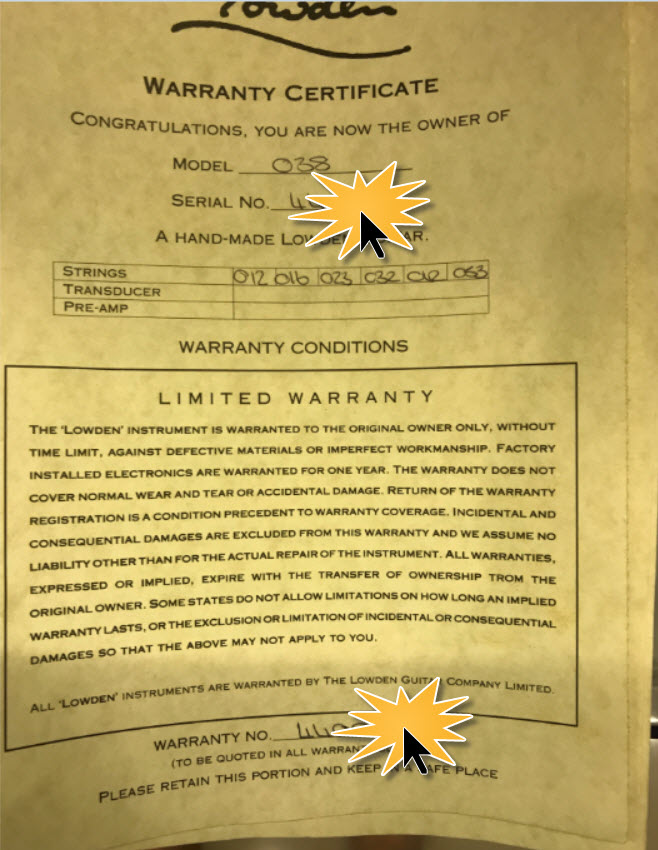 Lowden
WARRANTY CERTIFICATE
CONGRATULATIONS, YOU ARE NOW THE OWNER OF
MODEL 038
SERIAL NO.
A HAND-MADE
STRINGS 012 016 023 032 042 053
TRANSDUCER
PRE-AMP
WARRANTY CONDITIONS
LIMITED WARRANTY
THE 'LOWDEN' INSTRUMENT IS WARRANTED TO THE ORIGINAL OWNER ONLY, WITHOUT
TIME LIMIT, AGAINST DEFECTIVE MATERIALS OR IMPERFECT WORKMANSHIP. FACTORY
INSTALLED ELECTRONICS ARE WARRANTED FOR ONE YEAR. THE WARRANTY DOES NOT
COVER NORMAL WEAR AND TEAR OR ACCIDENTAL DAMAGE. RETURN OF THE WARRANTY
REGISTRATION IS A CONDITION PRECEDENT TO WARRANTY COVERAGE. INCIDENTAL AND
CONSEQUENTIAL DAMAGES ARE EXCLUDED FROM THIS WARRANTY AND WE ASSUME NO
LIABILITY OTHER THAN FOR THE ACTUAL REPAIR OF THE INSTRUMENT. ALL WARRANTIES,
EXPRESSED OR IMPLIED, EXPIRE WITH THE TRANSFER OF OWNERSHIP TROM THE
ORIGINAL OWNER. SOME STATES DO NOT ALLOW LIMITATIONS ON HOW LONG AN IMPLIED
WARRANTY LASTS, OR THE EXCLUSION OR LIMITATION OF INCIDENTAL OR CONSEQUENTIAL
DAMAGES SO THAT THE ABOVE MAY NOT APPLY TO YOU.
ALL 'LOWDEN' INSTRUMENTS ARE WARRANTED BY THE LOWDEN GUITAR COMPANY LIMITED.
WARRANTY NO.
(TO BE QUOTED IN ALL
PLEASE RETAIN THIS PORTION AND KEEP IN A SAFE PLACE